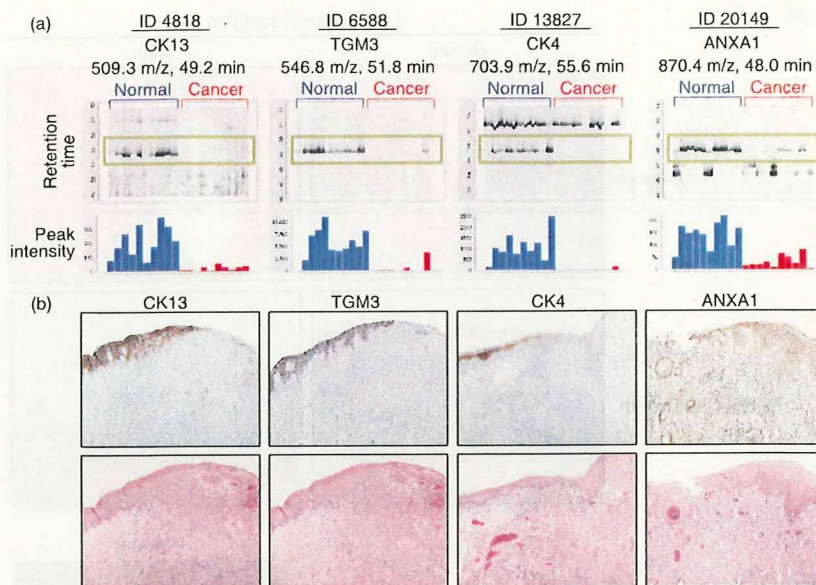 (a)
ID 4818 ID 6588 ID 13827 ID 20149
CK13 TGM3 CK4 ANXA1
509.3 m/z, 49.2 min 546.8 m/z, 51.8 min 703.9 m/z, 55.6 min 870.4 m/z, 48.0 min
Normal Cancer Normal Cancer Normal Cancer Normal Cancer
Retention
time
Peak
intensity
(b)
CK13 TGM3 CK4 ANXA1